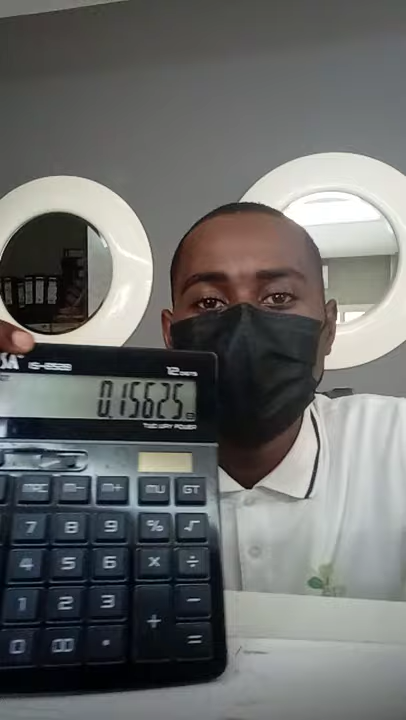 12 DIGITS
0.15625
TWO WAY POWER
M- M+ MU GT
7 8 9 % √
4 5 6 × ÷
1 2 3 −
+
0 00 . =